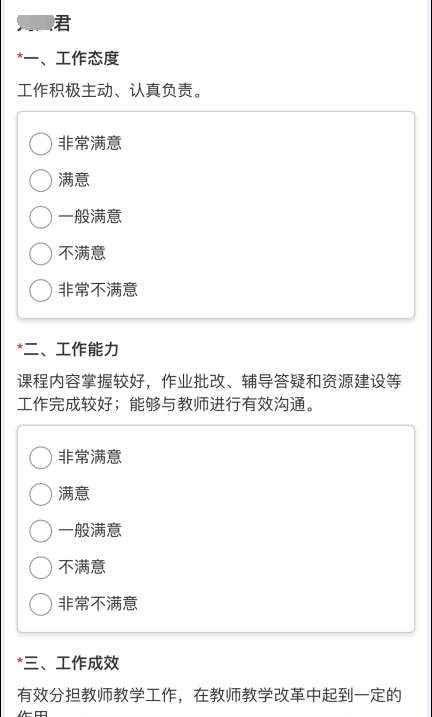 君
*一、工作态度
工作积极主动、认真负责。
非常满意
满意
一般满意
不满意
非常不满意
*二、工作能力
课程内容掌握较好，作业批改、辅导答疑和资源建设等
工作完成较好；能够与教师进行有效沟通。
非常满意
满意
一般满意
不满意
非常不满意
*三、工作成效
有效分担教师教学工作，在教师教学改革中起到一定的
作用